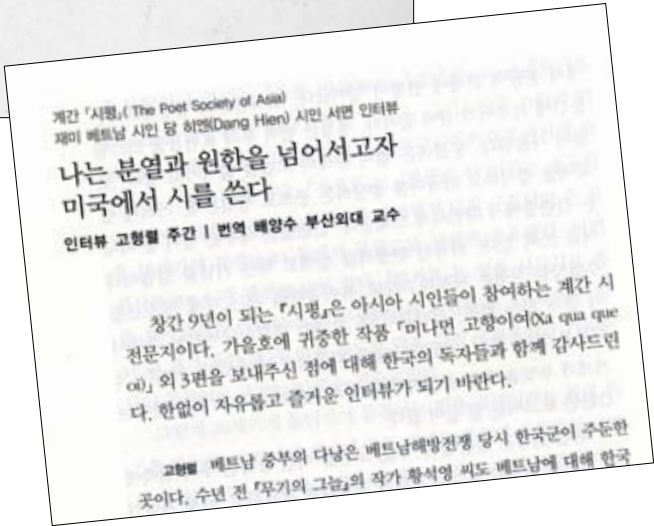 계간 『시평』( The Poet Society of Asia)
재미 베트남 시인 당 히엔(Dang Hien) 시인 서면 인터뷰
나는 분열과 원한을 넘어서고자
미국에서 시를 쓴다
인터뷰 고형렬 주간 | 번역 배양수 부산외대 교수
창간 9년이 되는 『시평』은 아시아 시인들이 참여하는 계간 시
전문지이다. 가을호에 귀중한 작품 「미나먼 고향이여(Xa qua que
oi)」 외 3편을 보내주신 점에 대해 한국의 독자들과 함께 감사드린
다. 한없이 자유롭고 즐거운 인터뷰가 되기 바란다.
고형렬 베트남 중부의 다낭은 베트남해방전쟁 당시 한국군이 주둔한
곳이다. 수년 전 『무기의 그늘』의 작가 황석영 씨도 베트남에 대해 한국